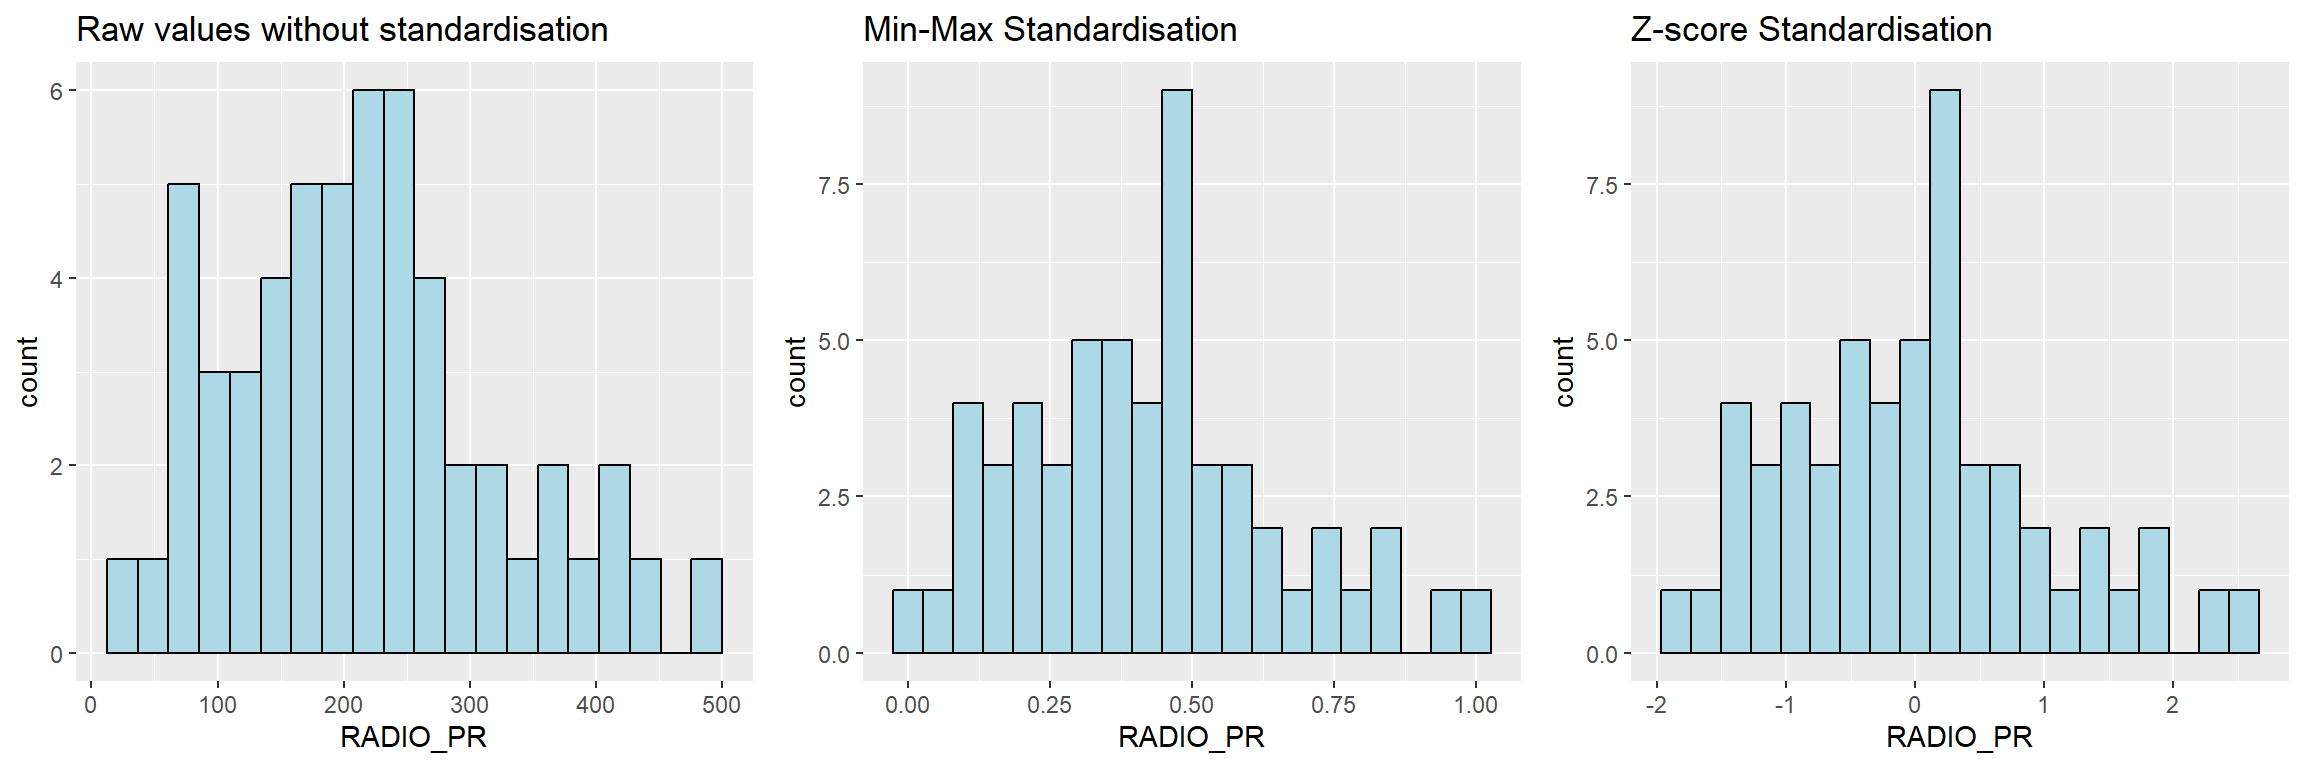 Raw values without standardisation
6
4
2
0
count
0 100 200 300 400 500
RADIO_PR
Min-Max Standardisation
7.5
5.0
2.5
0.0
count
0.00 0.25 0.50 0.75 1.00
RADIO_PR
Z-score Standardisation
7.5
5.0
2.5
0.0
count
-2 -1 0 1 2
RADIO_PR